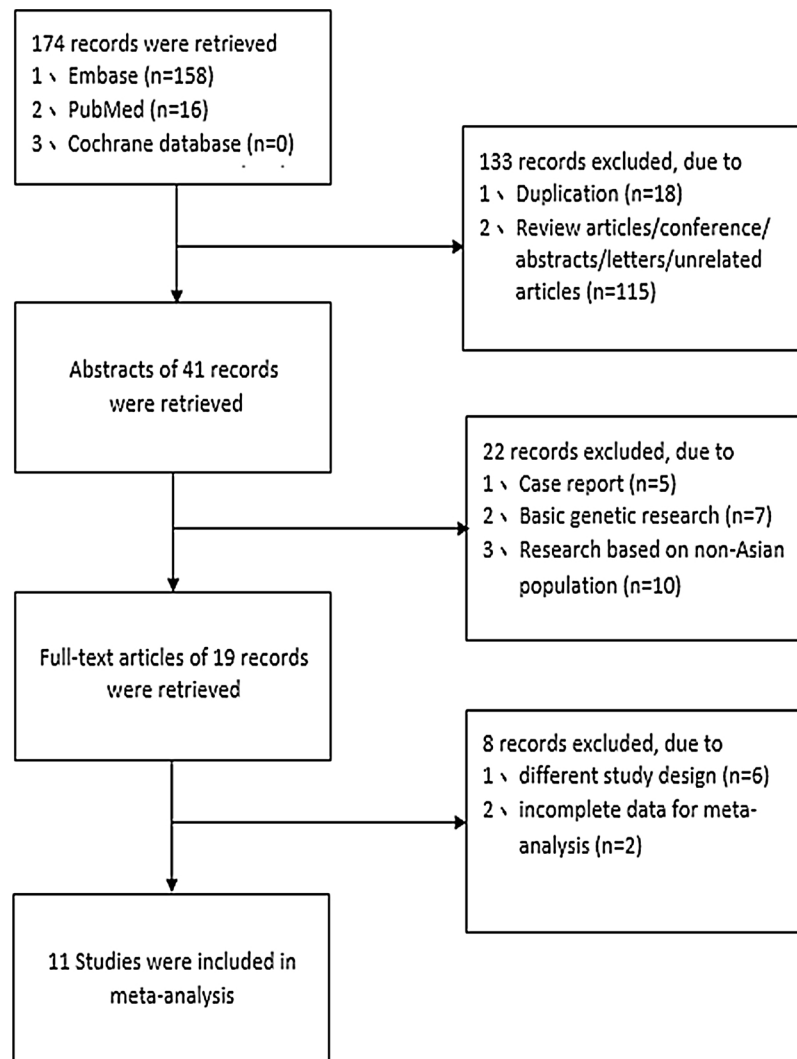 174 records were retrieved
1、 Embase (n=158)
2、 PubMed (n=16)
3、 Cochrane database (n=0)
133 records excluded, due to
1、 Duplication (n=18)
2、 Review articles/conference/
abstracts/letters/unrelated
articles (n=115)
Abstracts of 41 records
were retrieved
22 records excluded, due to
1、 Case report (n=5)
2、 Basic genetic research (n=7)
3、 Research based on non-Asian
population (n=10)
Full-text articles of 19 records
were retrieved
8 records excluded, due to
1、 different study design (n=6)
2、 incomplete data for meta-
analysis (n=2)
11 Studies were included in
meta-analysis